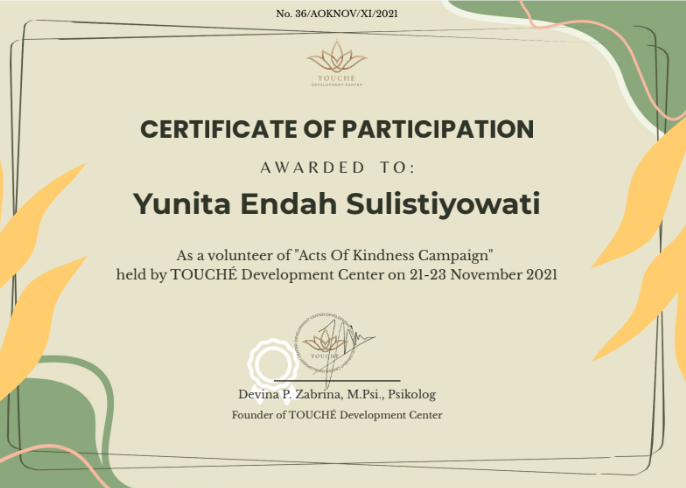 No. 36/AOKNOV/XI/2021
TOUCHÉ
DEVELOPMENT CENTER
CERTIFICATE OF PARTICIPATION
AWARDED TO:
Yunita Endah Sulistiyowati
As a volunteer of "Acts Of Kindness Campaign"
held by TOUCHÉ Development Center on 21-23 November 2021
TOUCHÉ
Devina P. Zabrina, M.Psi., Psikolog
Founder of TOUCHÉ Development Center